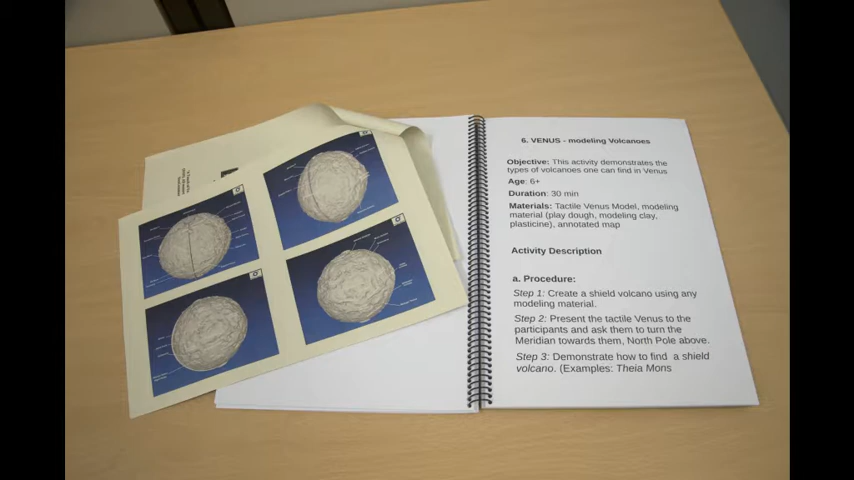 6. VENUS - modeling Volcanoes
Objective: This activity demonstrates the
types of volcanoes one can find in Venus
Age: 6+
Duration: 30 min
Materials: Tactile Venus Model, modeling
material (play dough, modeling clay,
plasticine), annotated map
Activity Description
a. Procedure:
Step 1: Create a shield volcano using any
modeling material.
Step 2: Present the tactile Venus to the
participants and ask them to turn the
Meridian towards them, North Pole above.
Step 3: Demonstrate how to find a shield
volcano. (Examples: Theia Mons